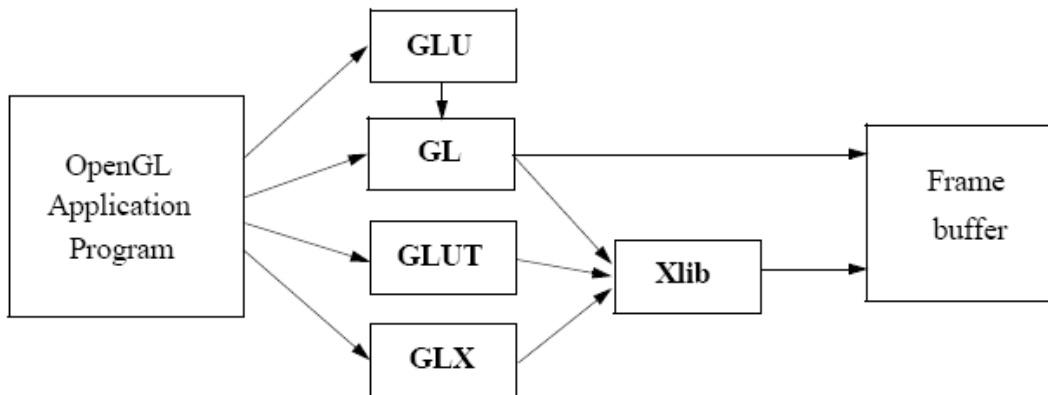 GLU
OpenGL
Application
Program
GL
GLUT
GLX
Xlib
Frame
buffer